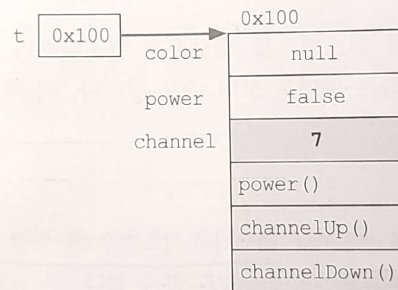 0x100
t 0x100
color null
power false
channel 7
power()
channelUp()
channelDown()